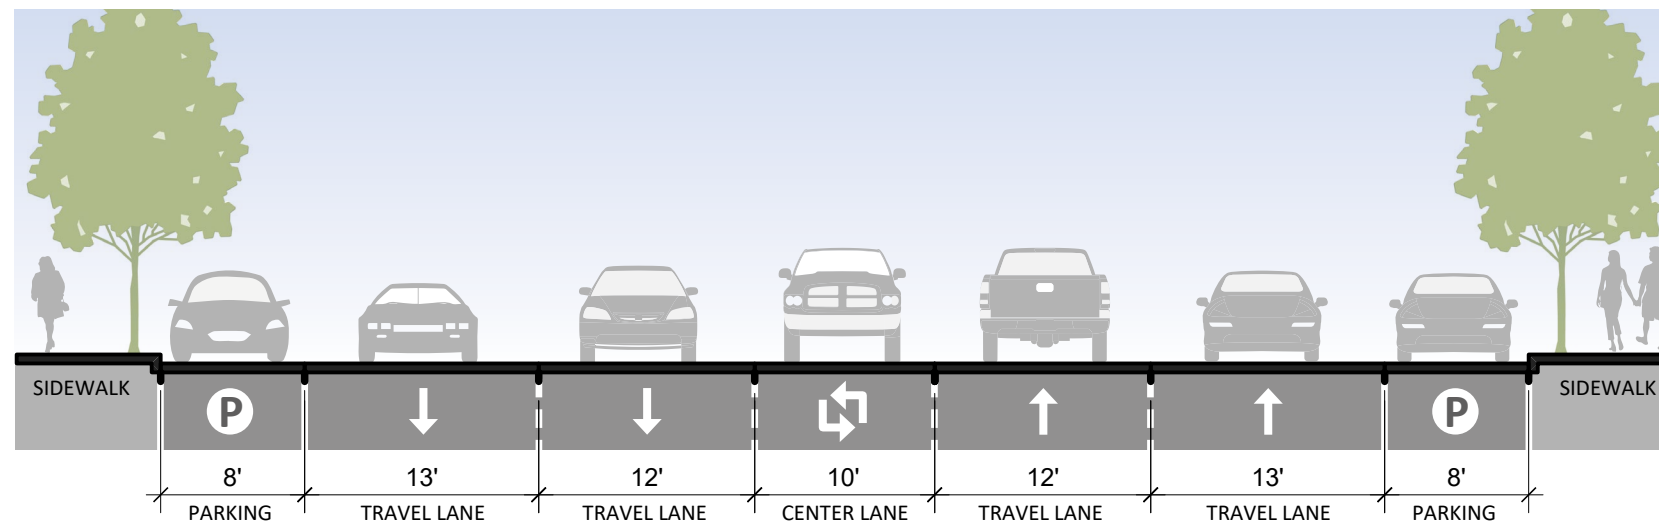 SIDEWALK
SIDEWALK
P
P
8'
13'
12'
10'
12'
13'
8'
PARKING
TRAVEL LANE
TRAVEL LANE
CENTER LANE
TRAVEL LANE
TRAVEL LANE
PARKING